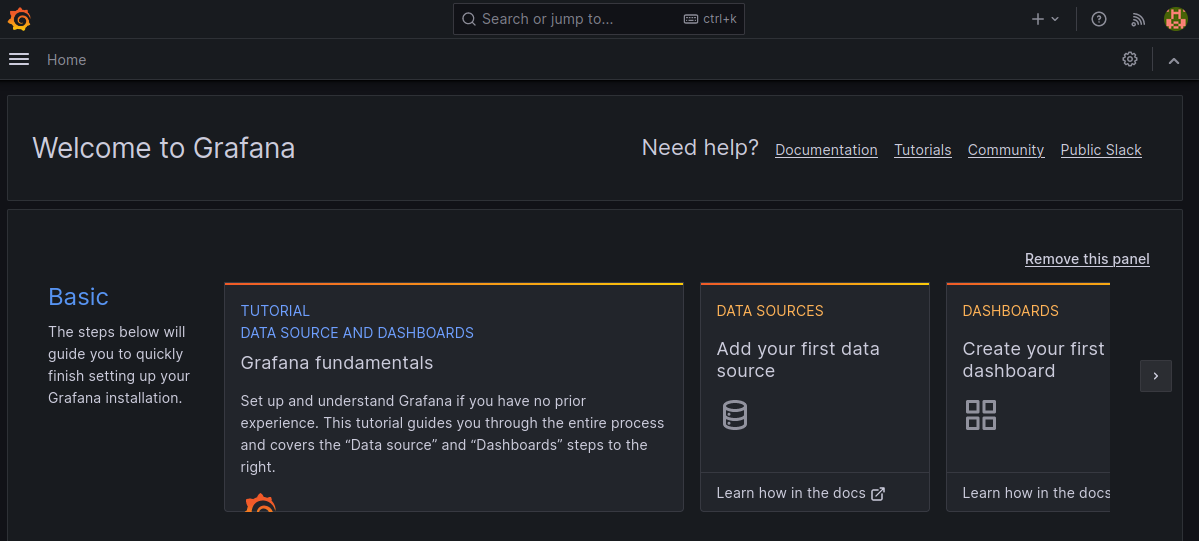 Search or jump to...
ctrl+k
Home
Welcome to Grafana
Need help?
Documentation
Tutorials
Community
Public Slack
Remove this panel
Basic
The steps below will
guide you to quickly
finish setting up your
Grafana installation.
TUTORIAL
DATA SOURCE AND DASHBOARDS
Grafana fundamentals
Set up and understand Grafana if you have no prior
experience. This tutorial guides you through the entire process
and covers the “Data source” and “Dashboards” steps to the
right.
DATA SOURCES
Add your first data
source
Learn how in the docs
DASHBOARDS
Create your first
dashboard
Learn how in the docs